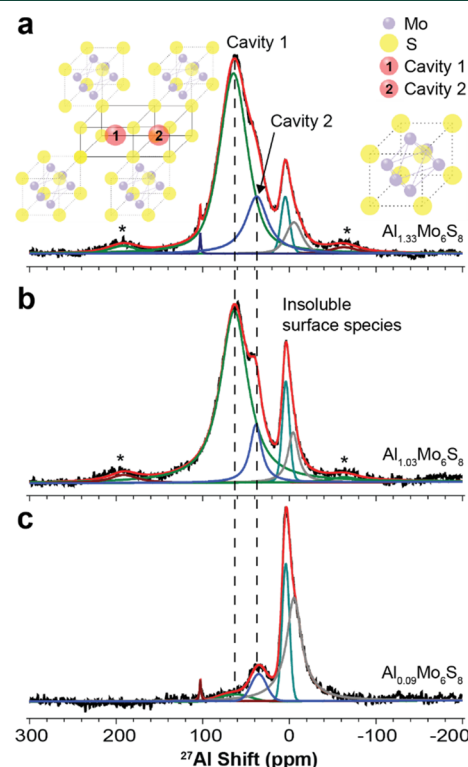 a
Cavity 1
Cavity 2
Mo
S
1 Cavity 1
2 Cavity 2
1 2
*
*
Al1.33Mo6S8
b
Insoluble
surface species
*
*
Al1.03Mo6S8
c
Al0.09Mo6S8
300 200 100 0 -100 -200
27Al Shift (ppm)